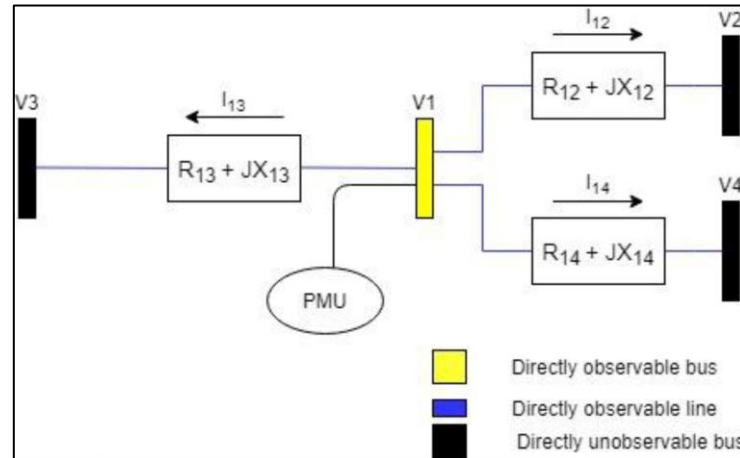 I12
V2
R12 + JX12
V3
I13
V1
R13 + JX13
I14
V4
R14 + JX14
PMU
Directly observable bus
Directly observable line
Directly unobservable bus